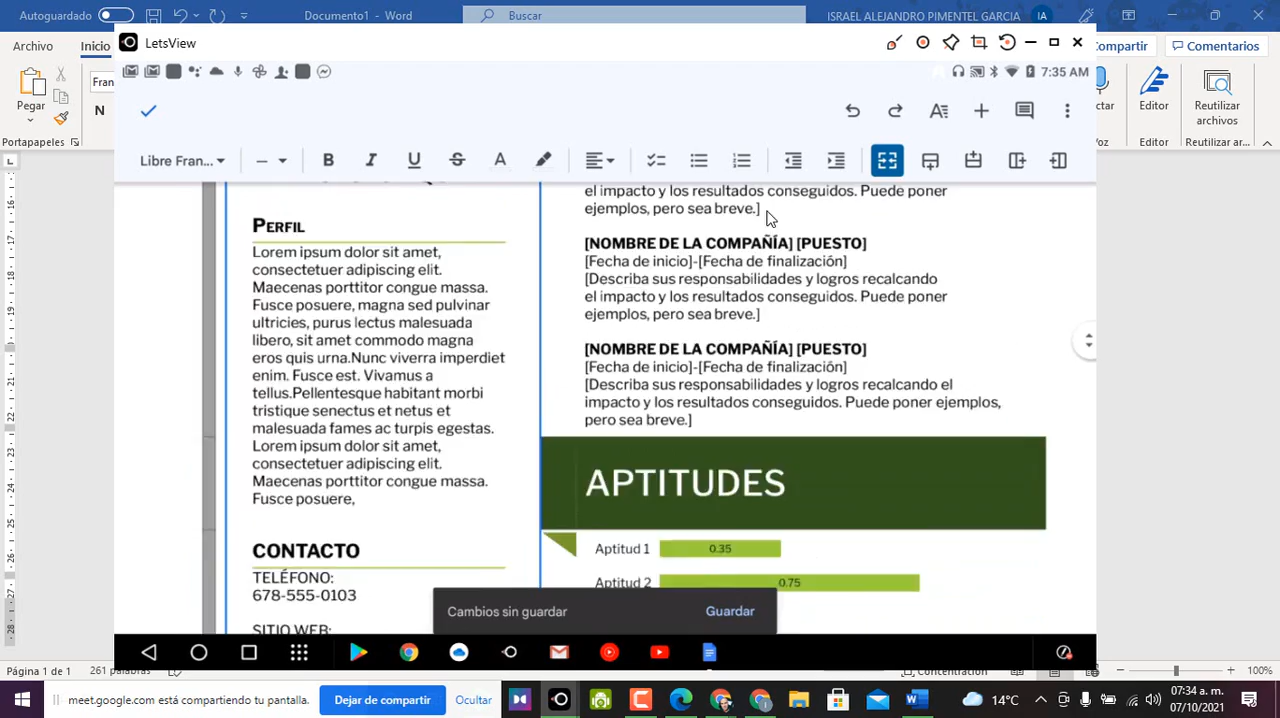 Autoguardado
Documento1 - Word
Buscar
ISRAEL ALEJANDRO PIMENTEL GARCIA
IA
Archivo
Inicio
LetsView
Comentarios
Fran
Pegar
N
Portapapeles
Editor
Editor
Reutilizar
archivos
Reutilizar ar...
7:35 AM
Libre Fran...
B I U S A
el impacto y los resultados conseguidos. Puede poner
ejemplos, pero sea breve.]
[NOMBRE DE LA COMPAÑÍA] [PUESTO]
[Fecha de inicio]-[Fecha de finalización]
[Describa sus responsabilidades y logros recalcando
el impacto y los resultados conseguidos. Puede poner
ejemplos, pero sea breve.]
[NOMBRE DE LA COMPAÑÍA] [PUESTO]
[Fecha de inicio]-[Fecha de finalización]
[Describa sus responsabilidades y logros recalcando el
impacto y los resultados conseguidos. Puede poner ejemplos,
pero sea breve.]
APTITUDES
Aptitud 1 0.35
Aptitud 2 0.75
PERFIL
Lorem ipsum dolor sit amet,
consectetuer adipiscing elit.
Maecenas porttitor congue massa.
Fusce posuere, magna sed pulvinar
ultricies, purus lectus malesuada
libero, sit amet commodo magna
eros quis urna.Nunc viverra imperdiet
enim. Fusce est. Vivamus a
tellus.Pellentesque habitant morbi
tristique senectus et netus et
malesuada fames ac turpis egestas.
Lorem ipsum dolor sit amet,
consectetuer adipiscing elit.
Maecenas porttitor congue massa.
Fusce posuere,
CONTACTO
TELÉFONO:
678-555-0103
SITIO WEB:
Cambios sin guardar
Guardar
Página 1 de 1
261 palabras
Concentración
100%
meet.google.com está compartiendo tu pantalla.
Dejar de compartir
Ocultar
14°C
07:34 a. m.
07/10/2021